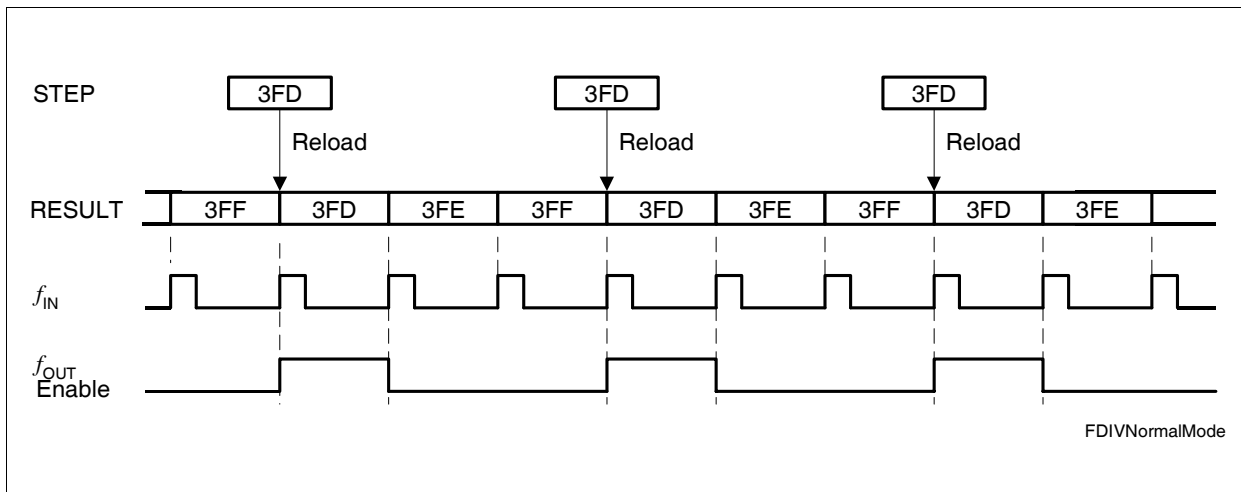 STEP 3FD 3FD 3FD
Reload Reload Reload
RESULT 3FF 3FD 3FE 3FF 3FD 3FE 3FF 3FD 3FE
fIN
fOUT
Enable
FDIVNormalMode